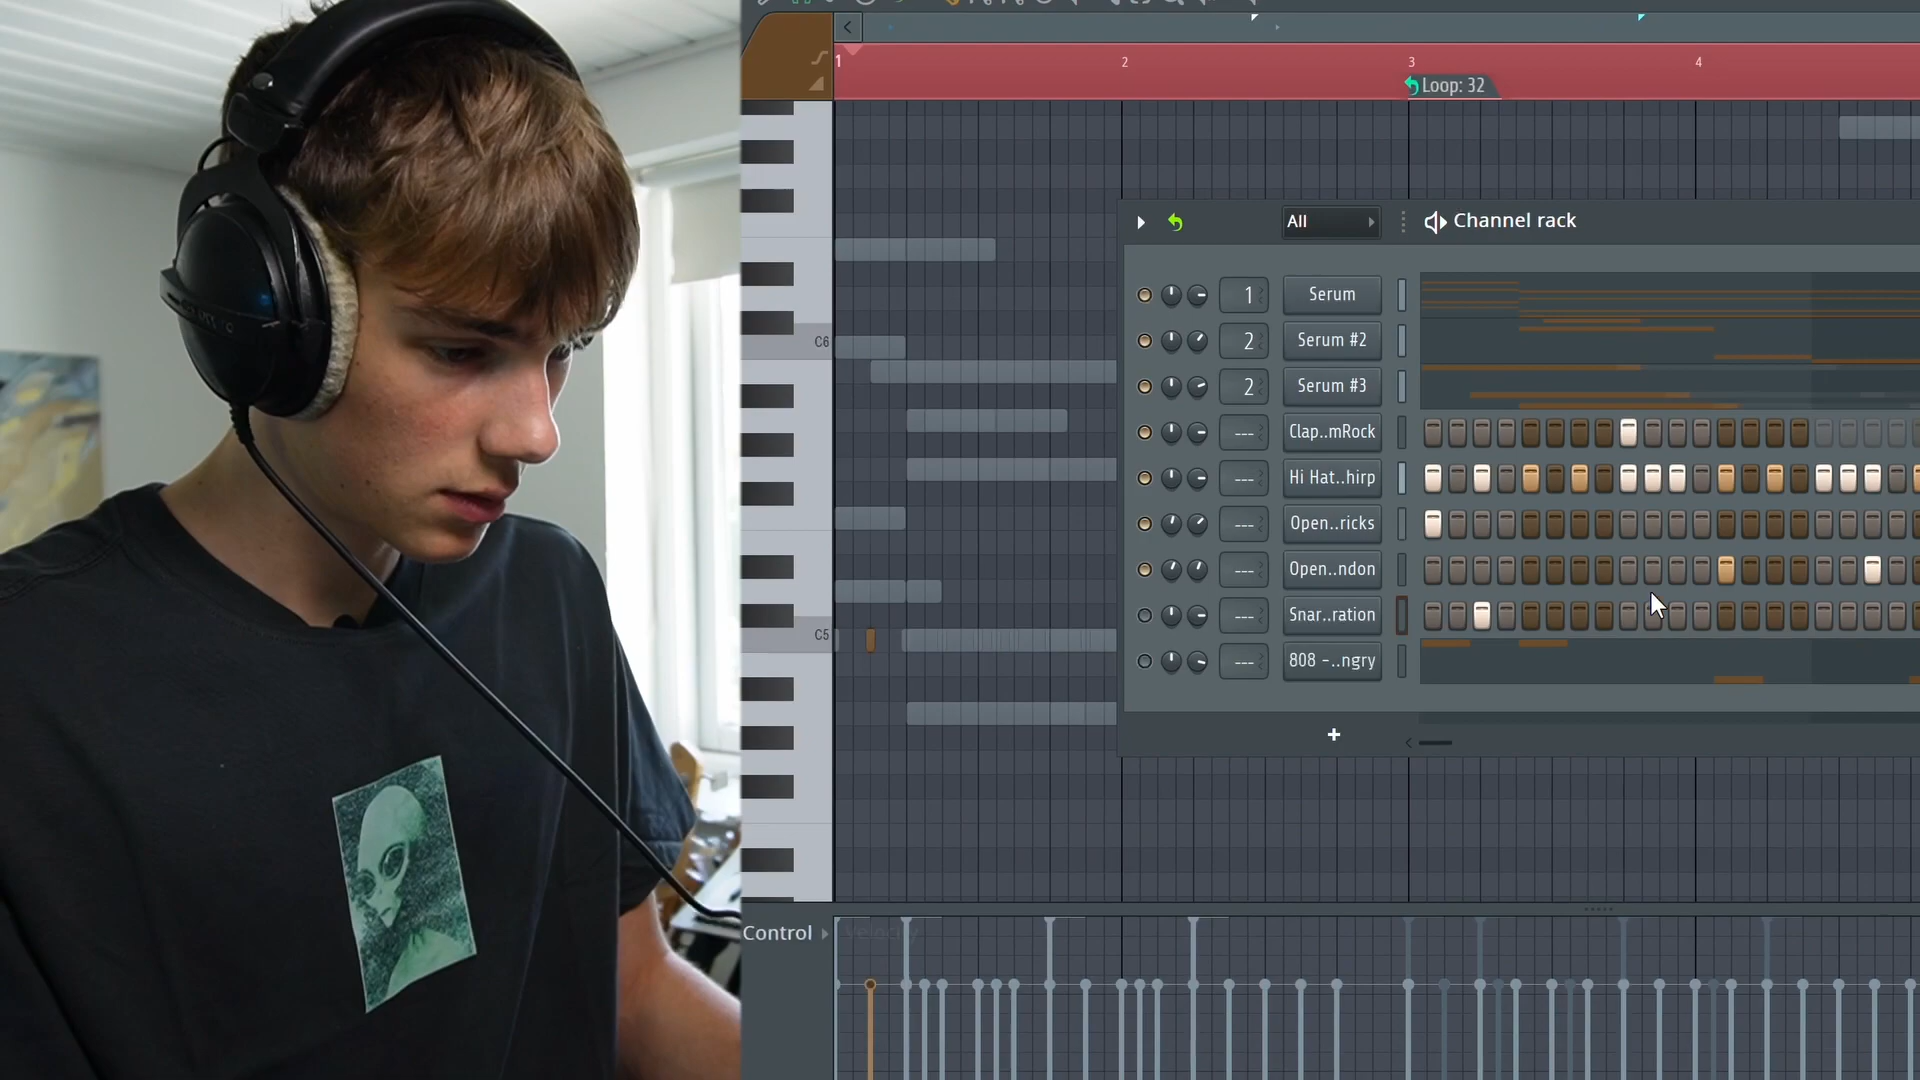 1
2
3
4
Loop: 32
All
Channel rack
C6
C5
1
Serum
2
Serum #2
2
Serum #3
---
Clap..mRock
---
Hi Hat..hirp
---
Open..ricks
---
Open..ndon
---
Snar..ration
---
808 -..ngry
+
Control
Velocity